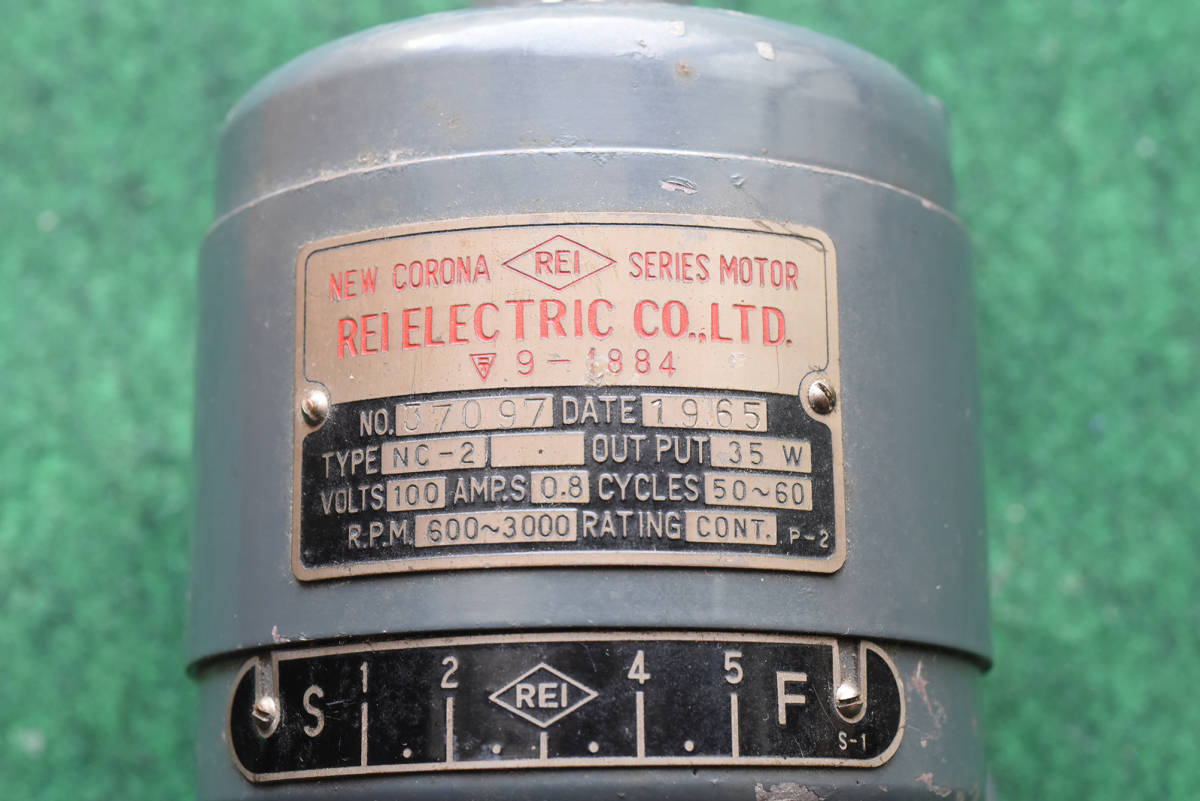 NEW CORONA REI SERIES MOTOR
REI ELECTRIC CO.,LTD.
〒 9-1884
NO. 37097 DATE 1965
TYPE NC-2 OUT PUT 35 W
VOLTS 100 AMP.S 0.8 CYCLES 50~60
R.P.M. 600~3000 RATING CONT. P-2
S 1 2 REI 4 5 F
S-1